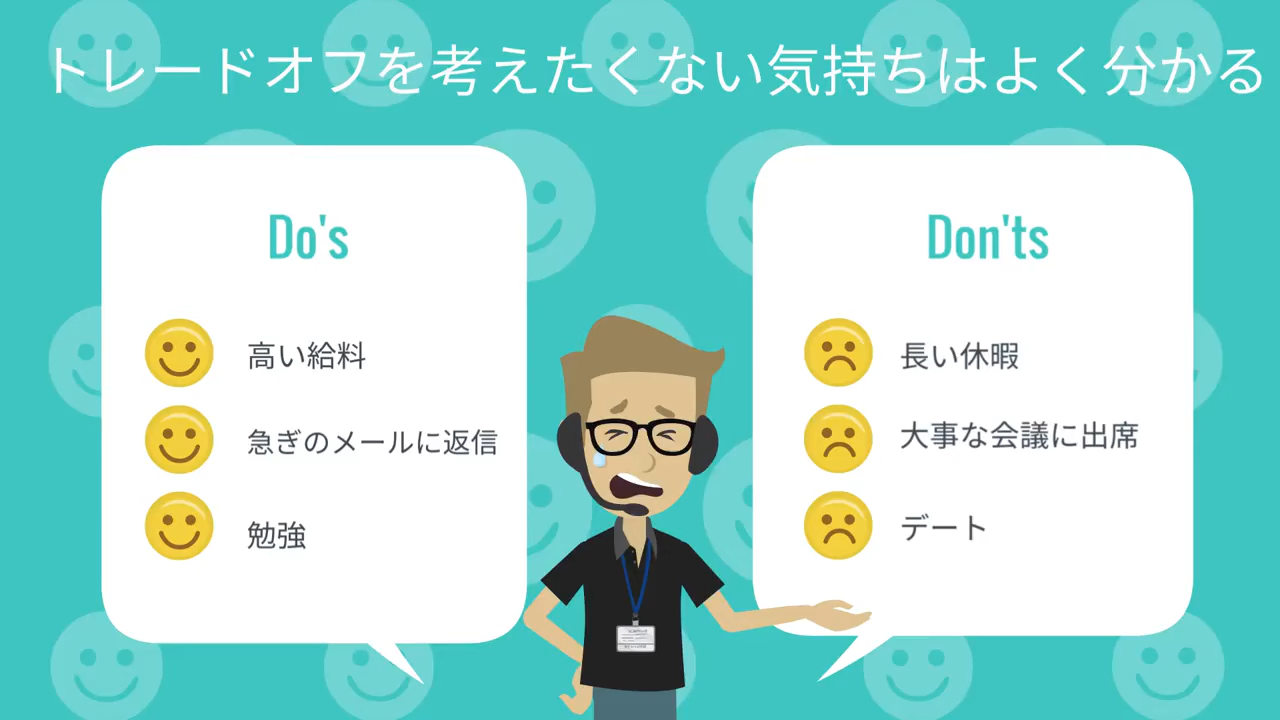 トレードオフを考えたくない気持ちはよく分かる
Do's
高い給料
急ぎのメールに返信
勉強
Don'ts
長い休暇
大事な会議に出席
デート